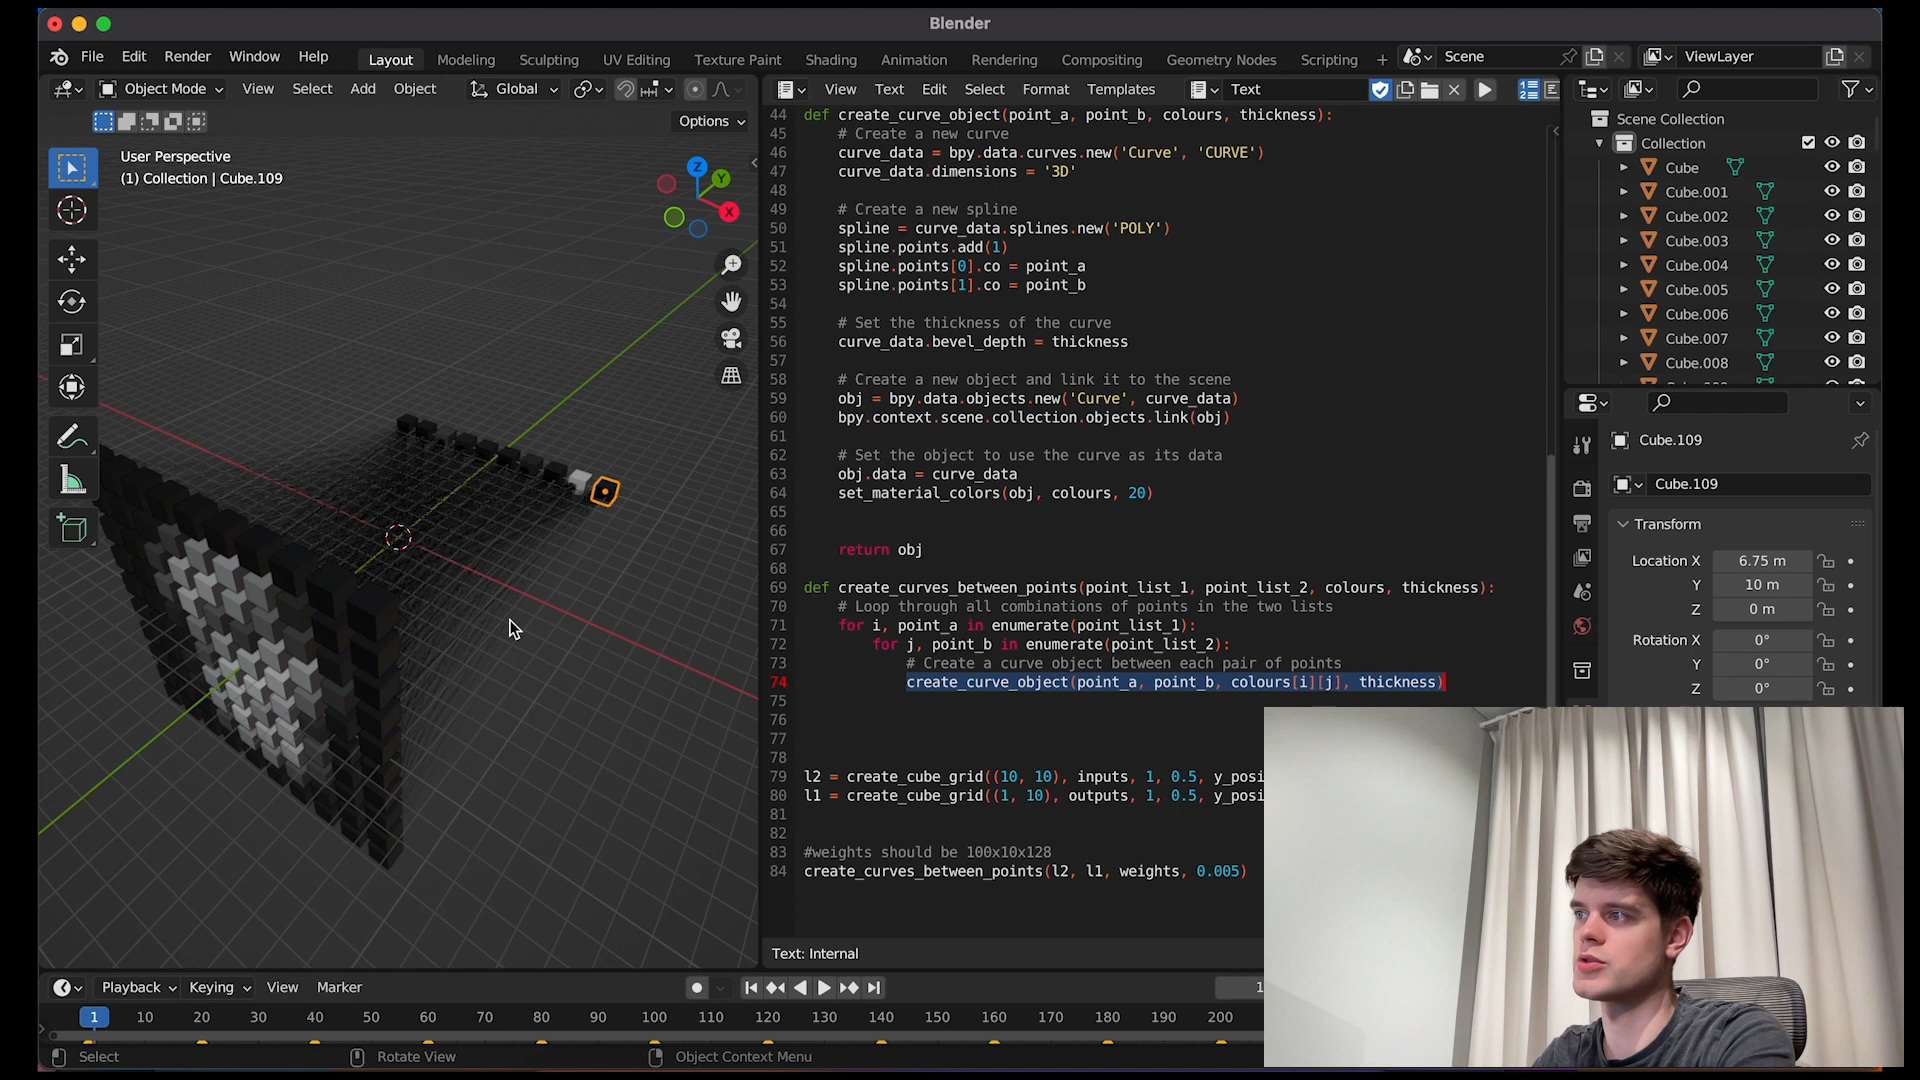 Blender
File Edit Render Window Help Layout Modeling Sculpting UV Editing Texture Paint Shading Animation Rendering Compositing Geometry Nodes Scripting + Scene ViewLayer
Object Mode View Select Add Object Global View Text Edit Select Format Templates Text
Options
User Perspective
(1) Collection | Cube.109
Z
Y
X
44 def create_curve_object(point_a, point_b, colours, thickness):
45 # Create a new curve
46 curve_data = bpy.data.curves.new('Curve', 'CURVE')
47 curve_data.dimensions = '3D'
48
49 # Create a new spline
50 spline = curve_data.splines.new('POLY')
51 spline.points.add(1)
52 spline.points[0].co = point_a
53 spline.points[1].co = point_b
54
55 # Set the thickness of the curve
56 curve_data.bevel_depth = thickness
57
58 # Create a new object and link it to the scene
59 obj = bpy.data.objects.new('Curve', curve_data)
60 bpy.context.scene.collection.objects.link(obj)
61
62 # Set the object to use the curve as its data
63 obj.data = curve_data
64 set_material_colors(obj, colours, 20)
65
66
67 return obj
68
69 def create_curves_between_points(point_list_1, point_list_2, colours, thickness):
70 # Loop through all combinations of points in the two lists
71 for i, point_a in enumerate(point_list_1):
72 for j, point_b in enumerate(point_list_2):
73 # Create a curve object between each pair of points
74 create_curve_object(point_a, point_b, colours[i][j], thickness)
75
76
77
78
79 l2 = create_cube_grid((10, 10), inputs, 1, 0.5, y_posi
80 l1 = create_cube_grid((1, 10), outputs, 1, 0.5, y_posi
81
82
83 #weights should be 100x10x128
84 create_curves_between_points(l2, l1, weights, 0.005)
Text: Internal
Scene Collection
Collection
Cube
Cube.001
Cube.002
Cube.003
Cube.004
Cube.005
Cube.006
Cube.007
Cube.008
Cube.109
Cube.109
Transform
Location X 6.75 m
Y 10 m
Z 0 m
Rotation X 0°
Y 0°
Z 0°
Playback Keying View Marker 1
1 10 20 30 40 50 60 70 80 90 100 110 120 130 140 150 160 170 180 190 200
Select Rotate View Object Context Menu